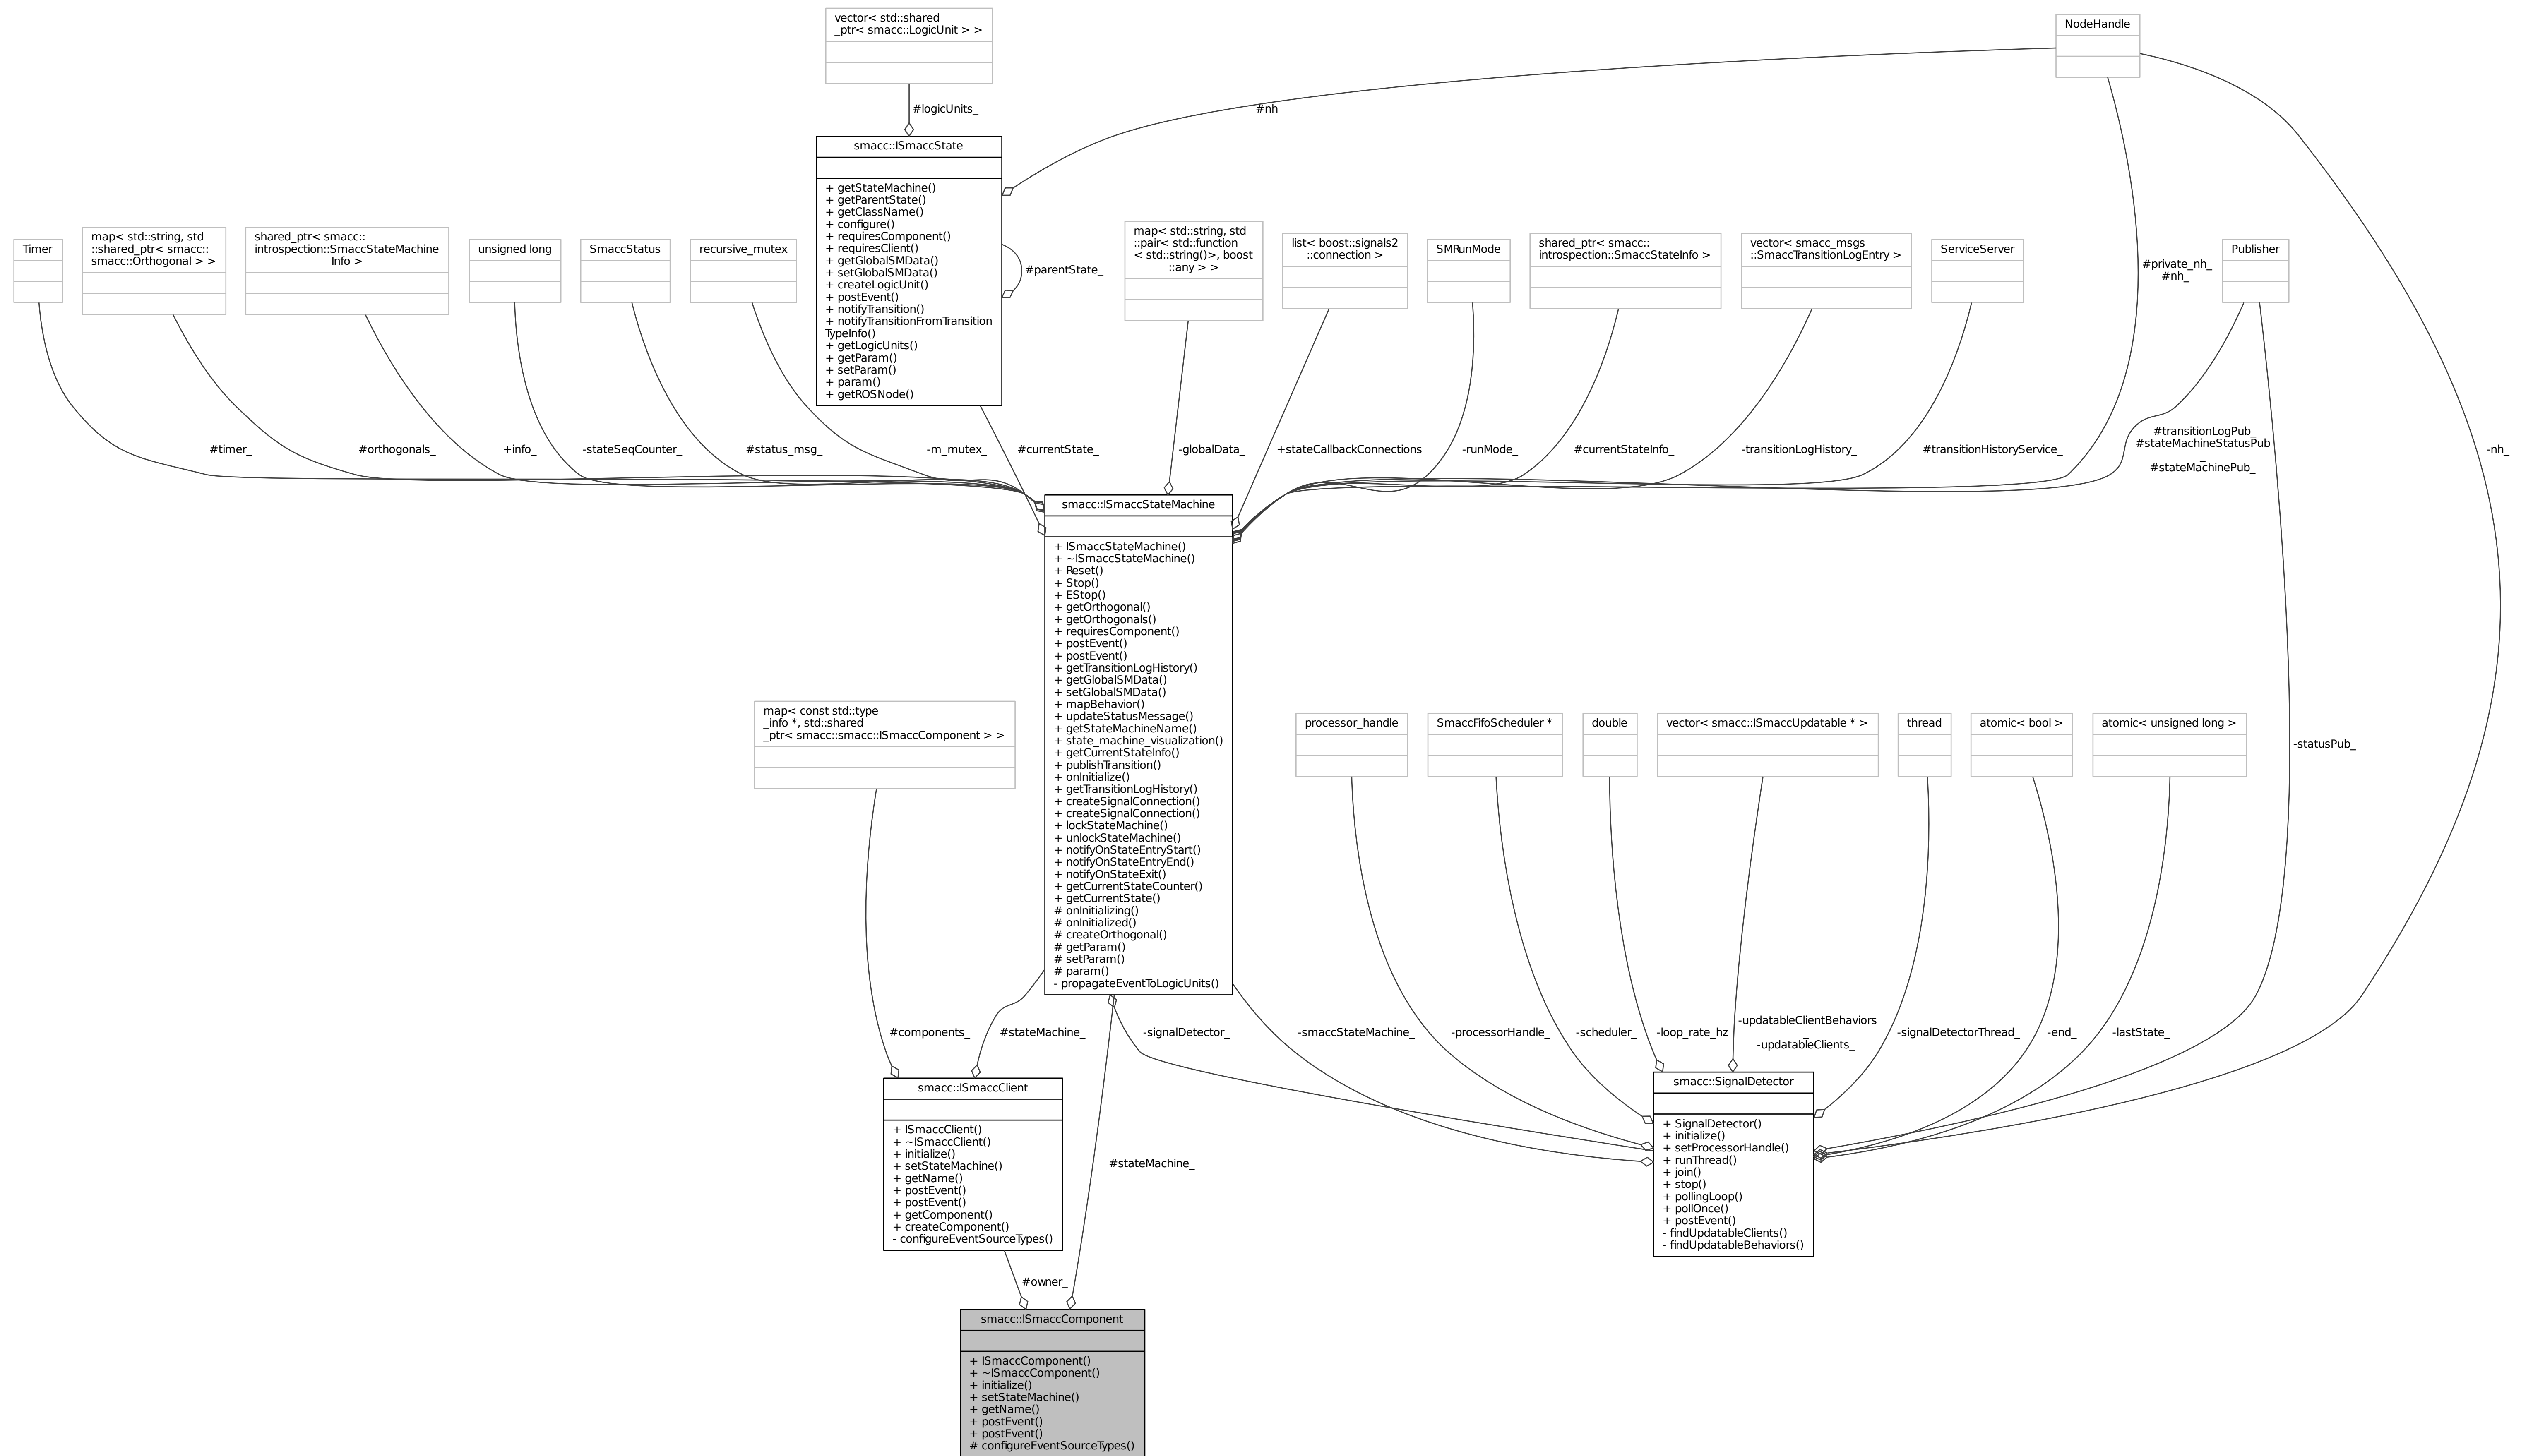 vector< std::shared
_ptr< smacc::LogicUnit > >
NodeHandle
#logicUnits_
#nh
smacc::ISmaccState
+ getStateMachine()
+ getParentState()
+ getClassName()
+ configure()
+ requiresComponent()
+ requiresClient()
+ getGlobalSMData()
+ setGlobalSMData()
+ createLogicUnit()
+ postEvent()
+ notifyTransition()
+ notifyTransitionFromTransition
TypeInfo()
+ getLogicUnits()
+ getParam()
+ setParam()
+ param()
+ getROSNode()
#parentState_
Timer
map< std::string, std
::shared_ptr< smacc::
smacc::Orthogonal > >
shared_ptr< smacc::
introspection::SmaccStateMachine
Info >
unsigned long
SmaccStatus
recursive_mutex
map< std::string, std
::pair< std::function
< std::string()>, boost
::any > >
list< boost::signals2
::connection >
SMRunMode
shared_ptr< smacc::
introspection::SmaccStateInfo >
vector< smacc_msgs
::SmaccTransitionLogEntry >
ServiceServer
#private_nh_
#nh_
Publisher
#timer_
#orthogonals_
+info_
-stateSeqCounter_
#status_msg_
-m_mutex_
#currentState_
-globalData_
+stateCallbackConnections
-runMode_
#currentStateInfo_
-transitionLogHistory_
#transitionHistoryService_
#transitionLogPub_
#stateMachineStatusPub
_
#stateMachinePub_
-nh_
smacc::ISmaccStateMachine
+ ISmaccStateMachine()
+ ~ISmaccStateMachine()
+ Reset()
+ Stop()
+ EStop()
+ getOrthogonal()
+ getOrthogonals()
+ requiresComponent()
+ postEvent()
+ postEvent()
+ getTransitionLogHistory()
+ getGlobalSMData()
+ setGlobalSMData()
+ mapBehavior()
+ updateStatusMessage()
+ getStateMachineName()
+ state_machine_visualization()
+ getCurrentStateInfo()
+ publishTransition()
+ onInitialize()
+ getTransitionLogHistory()
+ createSignalConnection()
+ createSignalConnection()
+ lockStateMachine()
+ unlockStateMachine()
+ notifyOnStateEntryStart()
+ notifyOnStateEntryEnd()
+ notifyOnStateExit()
+ getCurrentStateCounter()
+ getCurrentState()
# onInitializing()
# onInitialized()
# createOrthogonal()
# getParam()
# setParam()
# param()
- propagateEventToLogicUnits()
map< const std::type
_info *, std::shared
_ptr< smacc::smacc::ISmaccComponent > >
processor_handle
SmaccFifoScheduler *
double
vector< smacc::ISmaccUpdatable * >
thread
atomic< bool >
atomic< unsigned long >
-statusPub_
#components_
#stateMachine_
-signalDetector_
-smaccStateMachine_
-processorHandle_
-scheduler_
-loop_rate_hz
-updatableClientBehaviors
_
-updatableClients_
-signalDetectorThread_
-end_
-lastState_
smacc::ISmaccClient
+ ISmaccClient()
+ ~ISmaccClient()
+ initialize()
+ setStateMachine()
+ getName()
+ postEvent()
+ postEvent()
+ getComponent()
+ createComponent()
- configureEventSourceTypes()
#stateMachine_
smacc::SignalDetector
+ SignalDetector()
+ initialize()
+ setProcessorHandle()
+ runThread()
+ join()
+ stop()
+ pollingLoop()
+ pollOnce()
+ postEvent()
- findUpdatableClients()
- findUpdatableBehaviors()
#owner_
smacc::ISmaccComponent
+ ISmaccComponent()
+ ~ISmaccComponent()
+ initialize()
+ setStateMachine()
+ getName()
+ postEvent()
+ postEvent()
# configureEventSourceTypes()